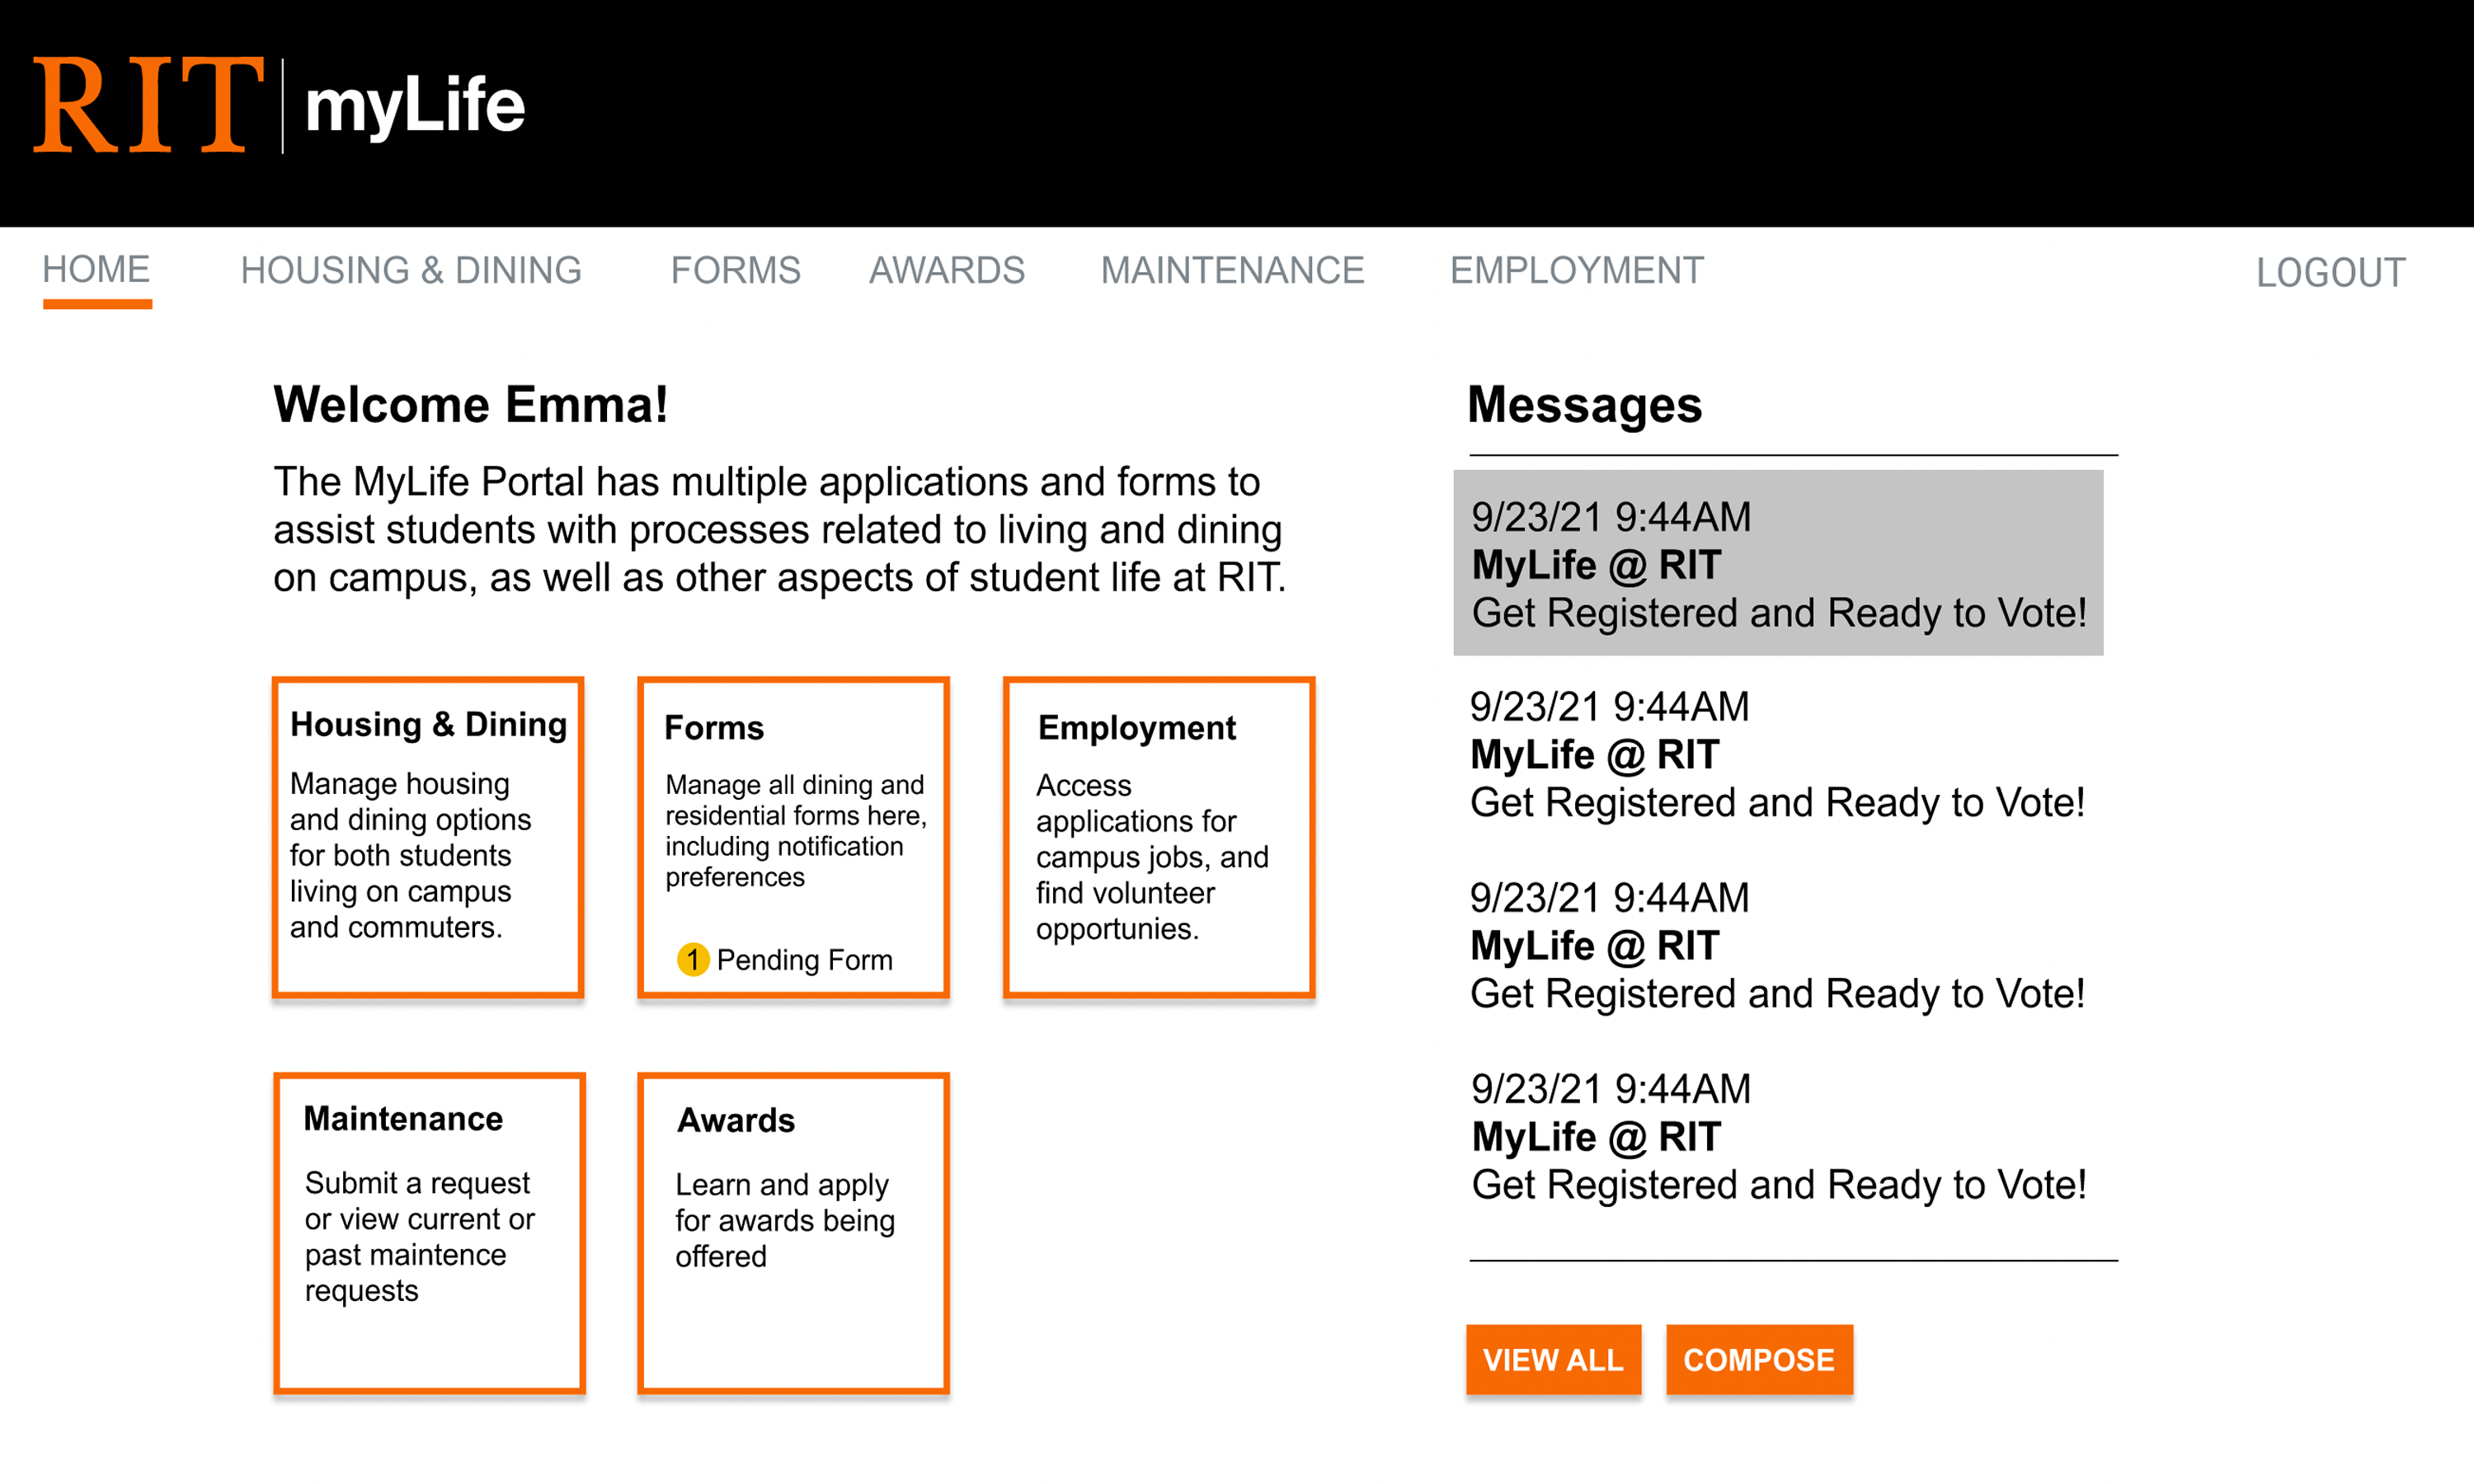 RIT myLife
HOME HOUSING & DINING FORMS AWARDS MAINTENANCE EMPLOYMENT LOGOUT
Welcome Emma!
The MyLife Portal has multiple applications and forms to
assist students with processes related to living and dining
on campus, as well as other aspects of student life at RIT.
Housing & Dining
Manage housing
and dining options
for both students
living on campus
and commuters.
Forms
Manage all dining and
residential forms here,
including notification
preferences
1 Pending Form
Employment
Access
applications for
campus jobs, and
find volunteer
opportunies.
Maintenance
Submit a request
or view current or
past maintence
requests
Awards
Learn and apply
for awards being
offered
Messages
9/23/21 9:44AM
MyLife @ RIT
Get Registered and Ready to Vote!
9/23/21 9:44AM
MyLife @ RIT
Get Registered and Ready to Vote!
9/23/21 9:44AM
MyLife @ RIT
Get Registered and Ready to Vote!
9/23/21 9:44AM
MyLife @ RIT
Get Registered and Ready to Vote!
VIEW ALL COMPOSE